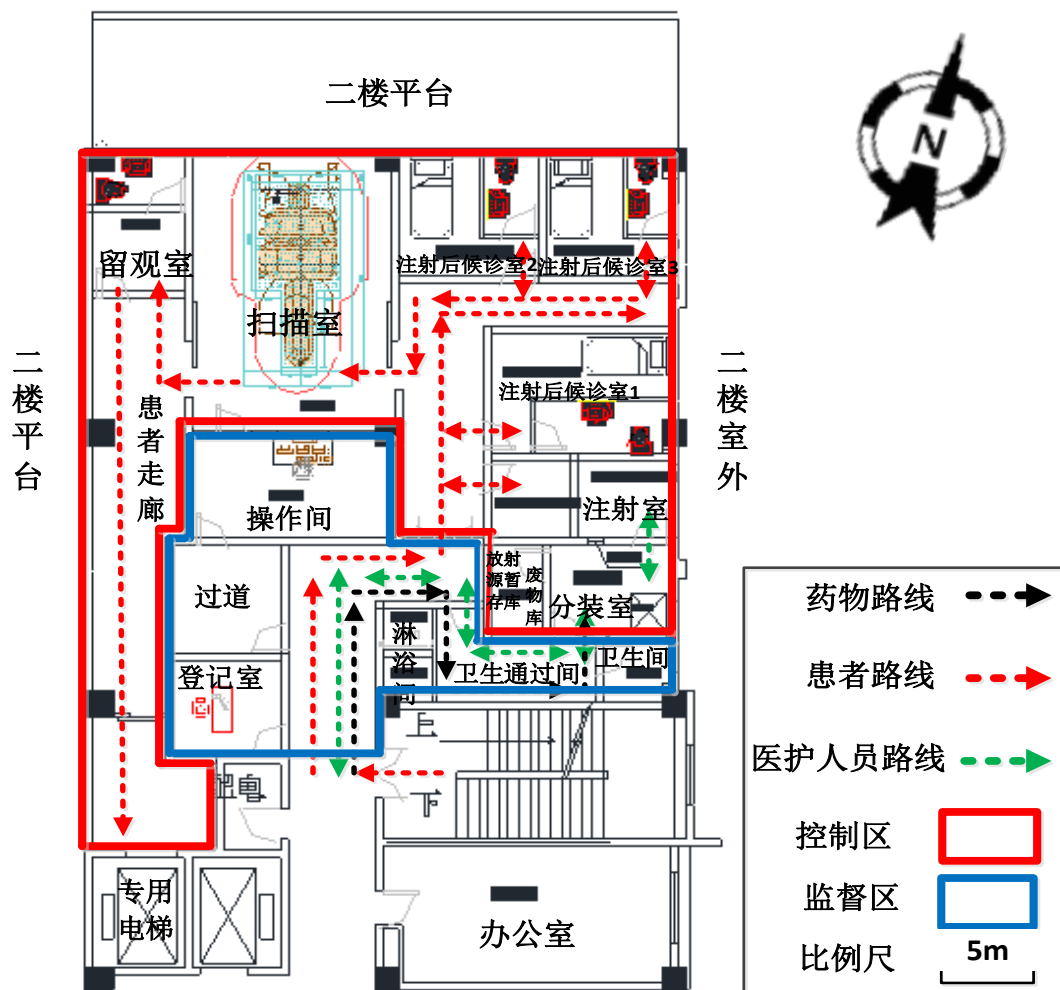 二楼平台
N
留观室
注射后候诊室2
注射后候诊室3
扫描室
二楼平台
患者走廊
注射后候诊室1
二楼室外
操作间
注射室
放射源暂存库
废物库
分装室
过道
淋浴间
登记室
卫生通过间
卫生间
上
下
配电
专用
电梯
办公室
药物路线
患者路线
医护人员路线
控制区
监督区
比例尺
5m